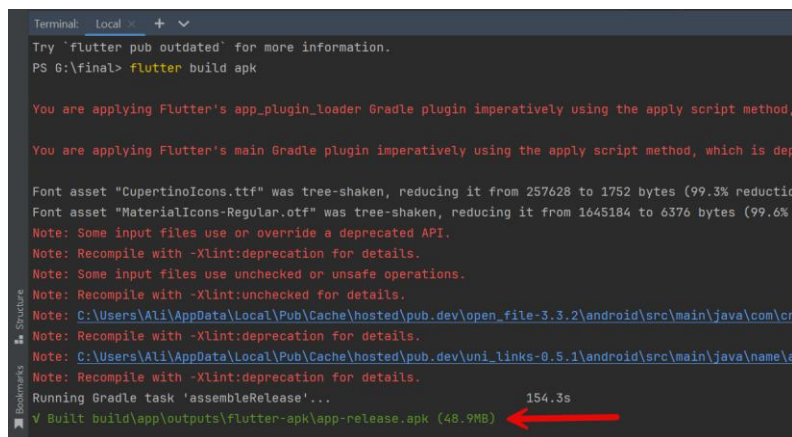 Terminal: Local × + ⌄
Try `flutter pub outdated` for more information.
PS G:\final> flutter build apk
You are applying Flutter's app_plugin_loader Gradle plugin imperatively using the apply script method,
You are applying Flutter's main Gradle plugin imperatively using the apply script method, which is dep
Font asset "CupertinoIcons.ttf" was tree-shaken, reducing it from 257628 to 1752 bytes (99.3% reductio
Font asset "MaterialIcons-Regular.otf" was tree-shaken, reducing it from 1645184 to 6376 bytes (99.6%
Note: Some input files use or override a deprecated API.
Note: Recompile with -Xlint:deprecation for details.
Note: Some input files use unchecked or unsafe operations.
Note: Recompile with -Xlint:unchecked for details.
Note: C:\Users\Ali\AppData\Local\Pub\Cache\hosted\pub.dev\open_file-3.3.2\android\src\main\java\com\cr
Note: Recompile with -Xlint:deprecation for details.
Note: C:\Users\Ali\AppData\Local\Pub\Cache\hosted\pub.dev\uni_links-0.5.1\android\src\main\java\name\a
Note: Recompile with -Xlint:deprecation for details.
Running Gradle task 'assembleRelease'... 154.3s
√ Built build\app\outputs\flutter-apk\app-release.apk (48.9MB)
Structure
Bookmarks